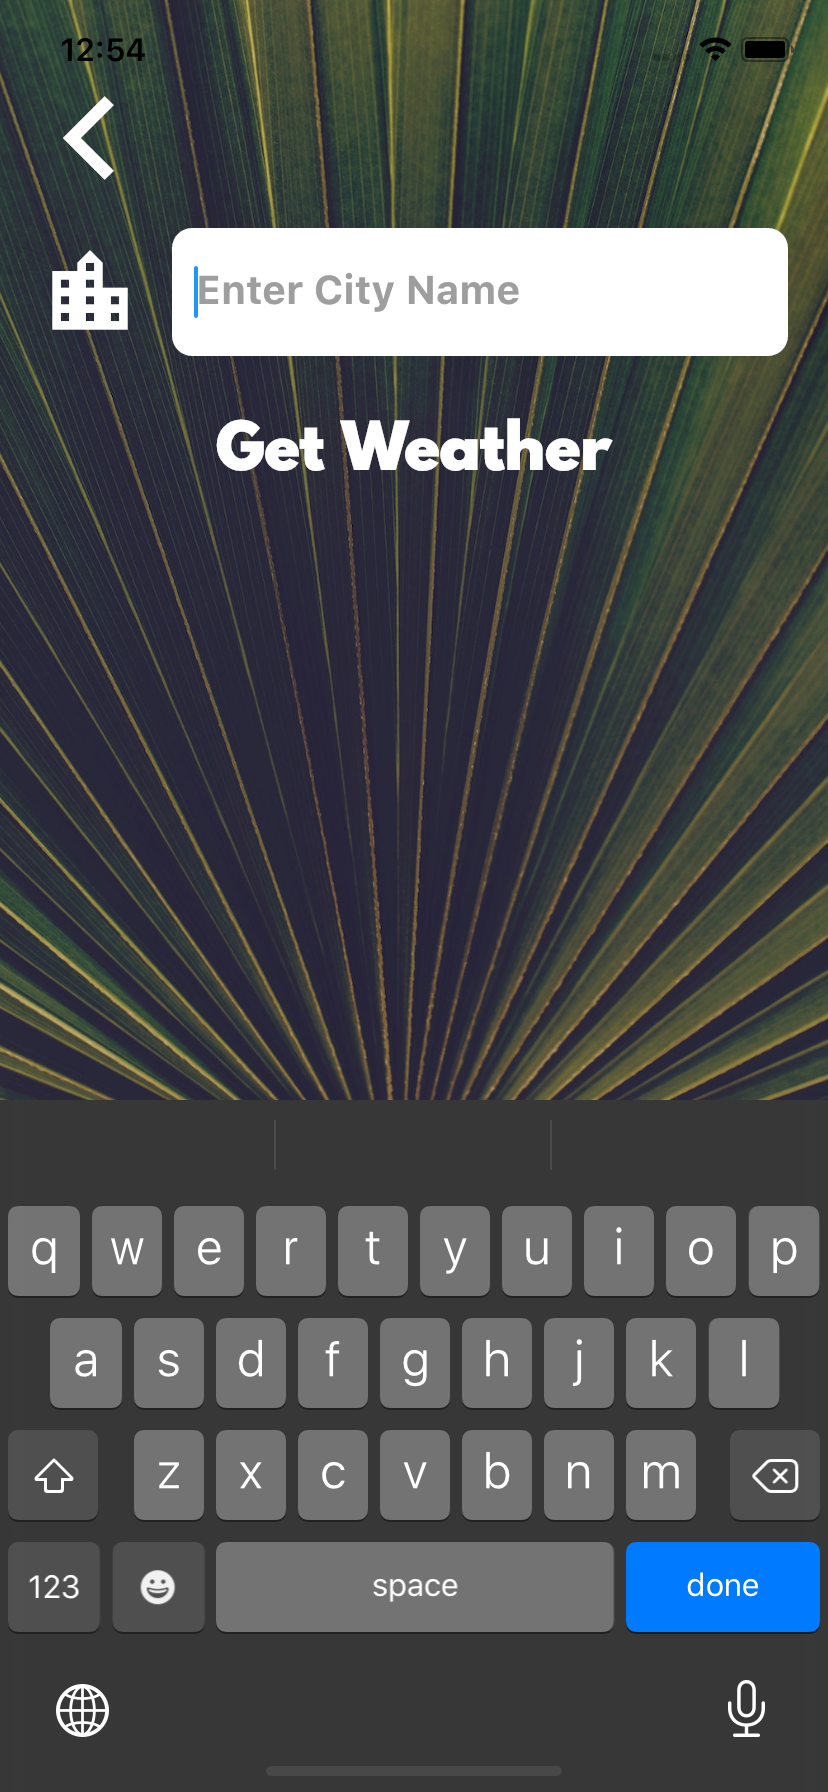 12:54
Enter City Name
Get Weather
q w e r t y u i o p
a s d f g h j k l
z x c v b n m
123 space done